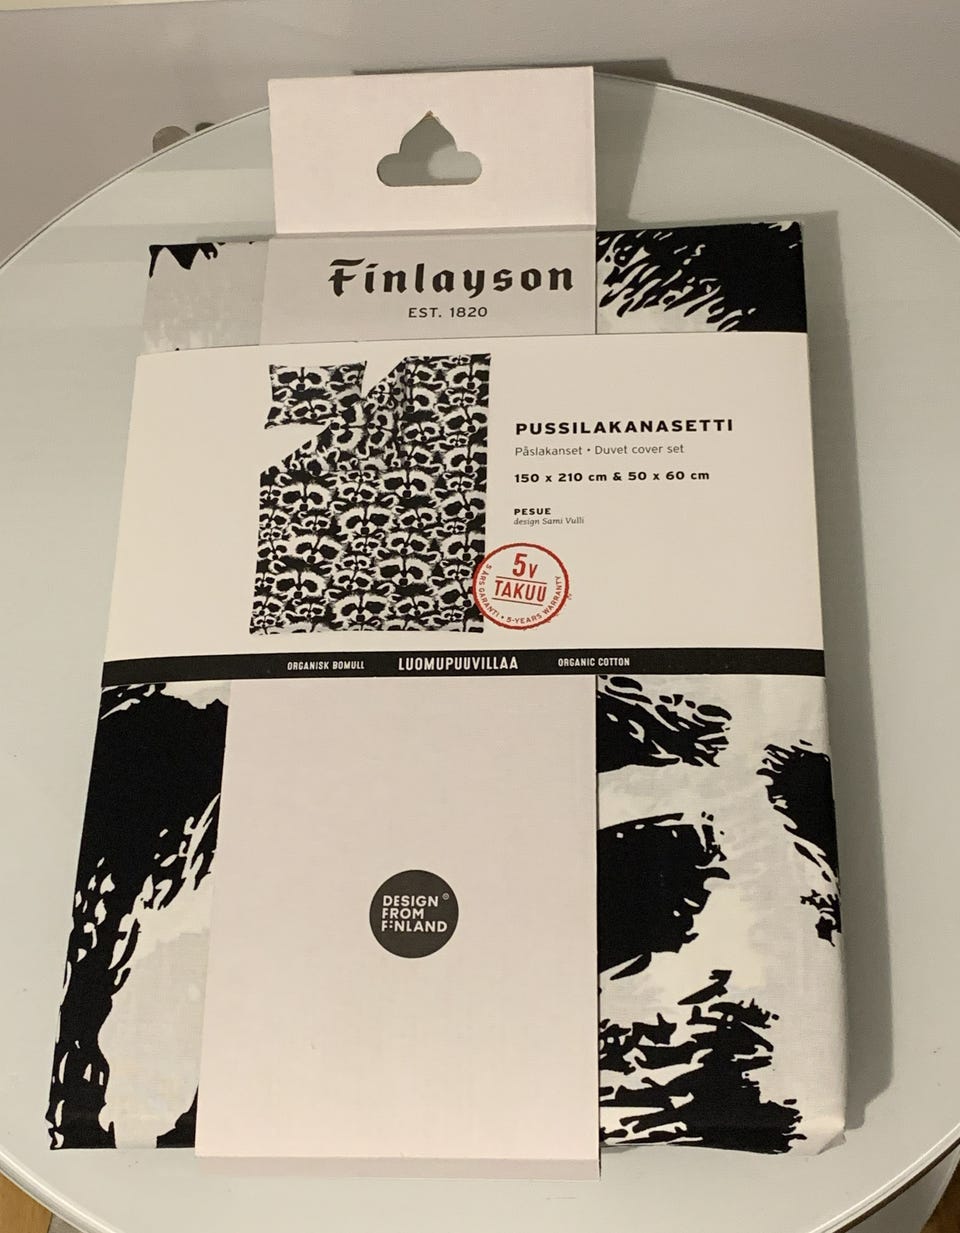 Finlayson
EST. 1820
PUSSILAKANASETTI
Påslakanset • Duvet cover set
150 x 210 cm & 50 x 60 cm
PESUE
design Sami Vulli
5V
TAKUU
5 ÅRS GARANTI • 5-YEARS WARRANTY
ORGANISK BOMULL LUOMUPUUVILLAA ORGANIC COTTON
DESIGN®
FROM
FINLAND